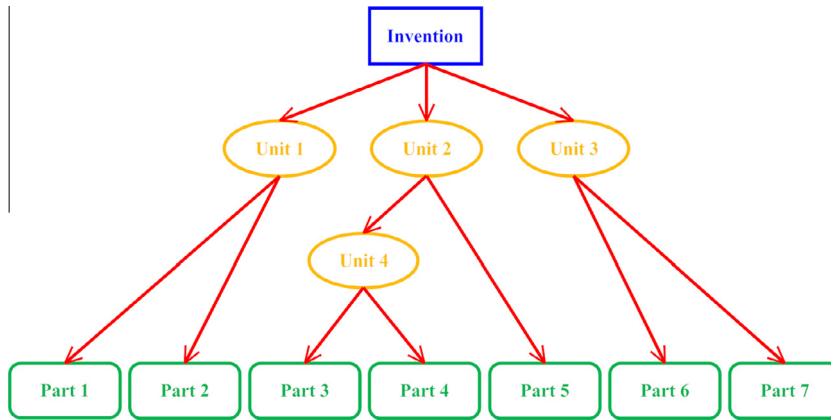 Invention
Unit 1
Unit 2
Unit 3
Unit 4
Part 1
Part 2
Part 3
Part 4
Part 5
Part 6
Part 7